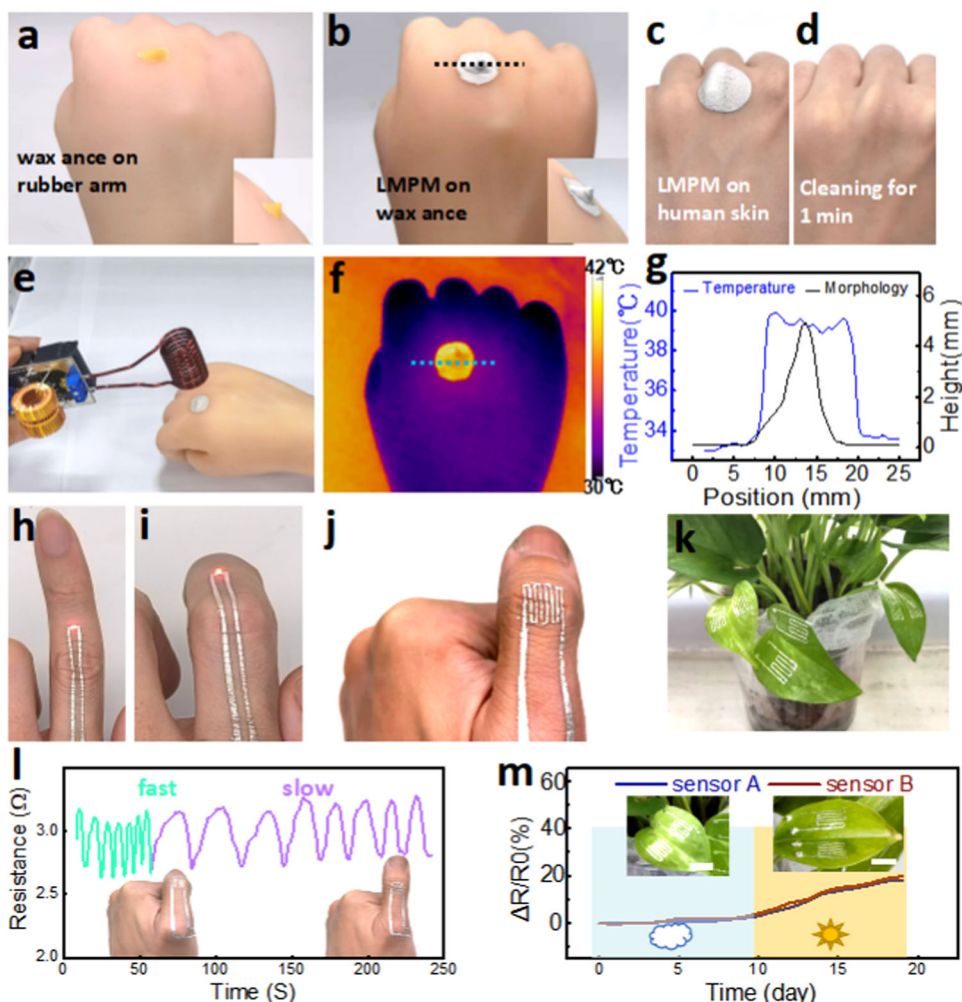 a
wax ance on
rubber arm
b
LMPM on
wax ance
c
LMPM on
human skin
d
Cleaning for
1 min
e
f
42℃
30℃
g
Temperature
Morphology
Temperature(℃)
40
38
36
34
Height(mm)
6
4
2
0
0 5 10 15 20 25
Position (mm)
h
i
j
k
l
fast
slow
Resistance (Ω)
3.0
2.5
2.0
0 50 100 150 200 250
Time (S)
m
sensor A
sensor B
ΔR/R0(%)
60
40
20
0
0 5 10 15 20
Time (day)